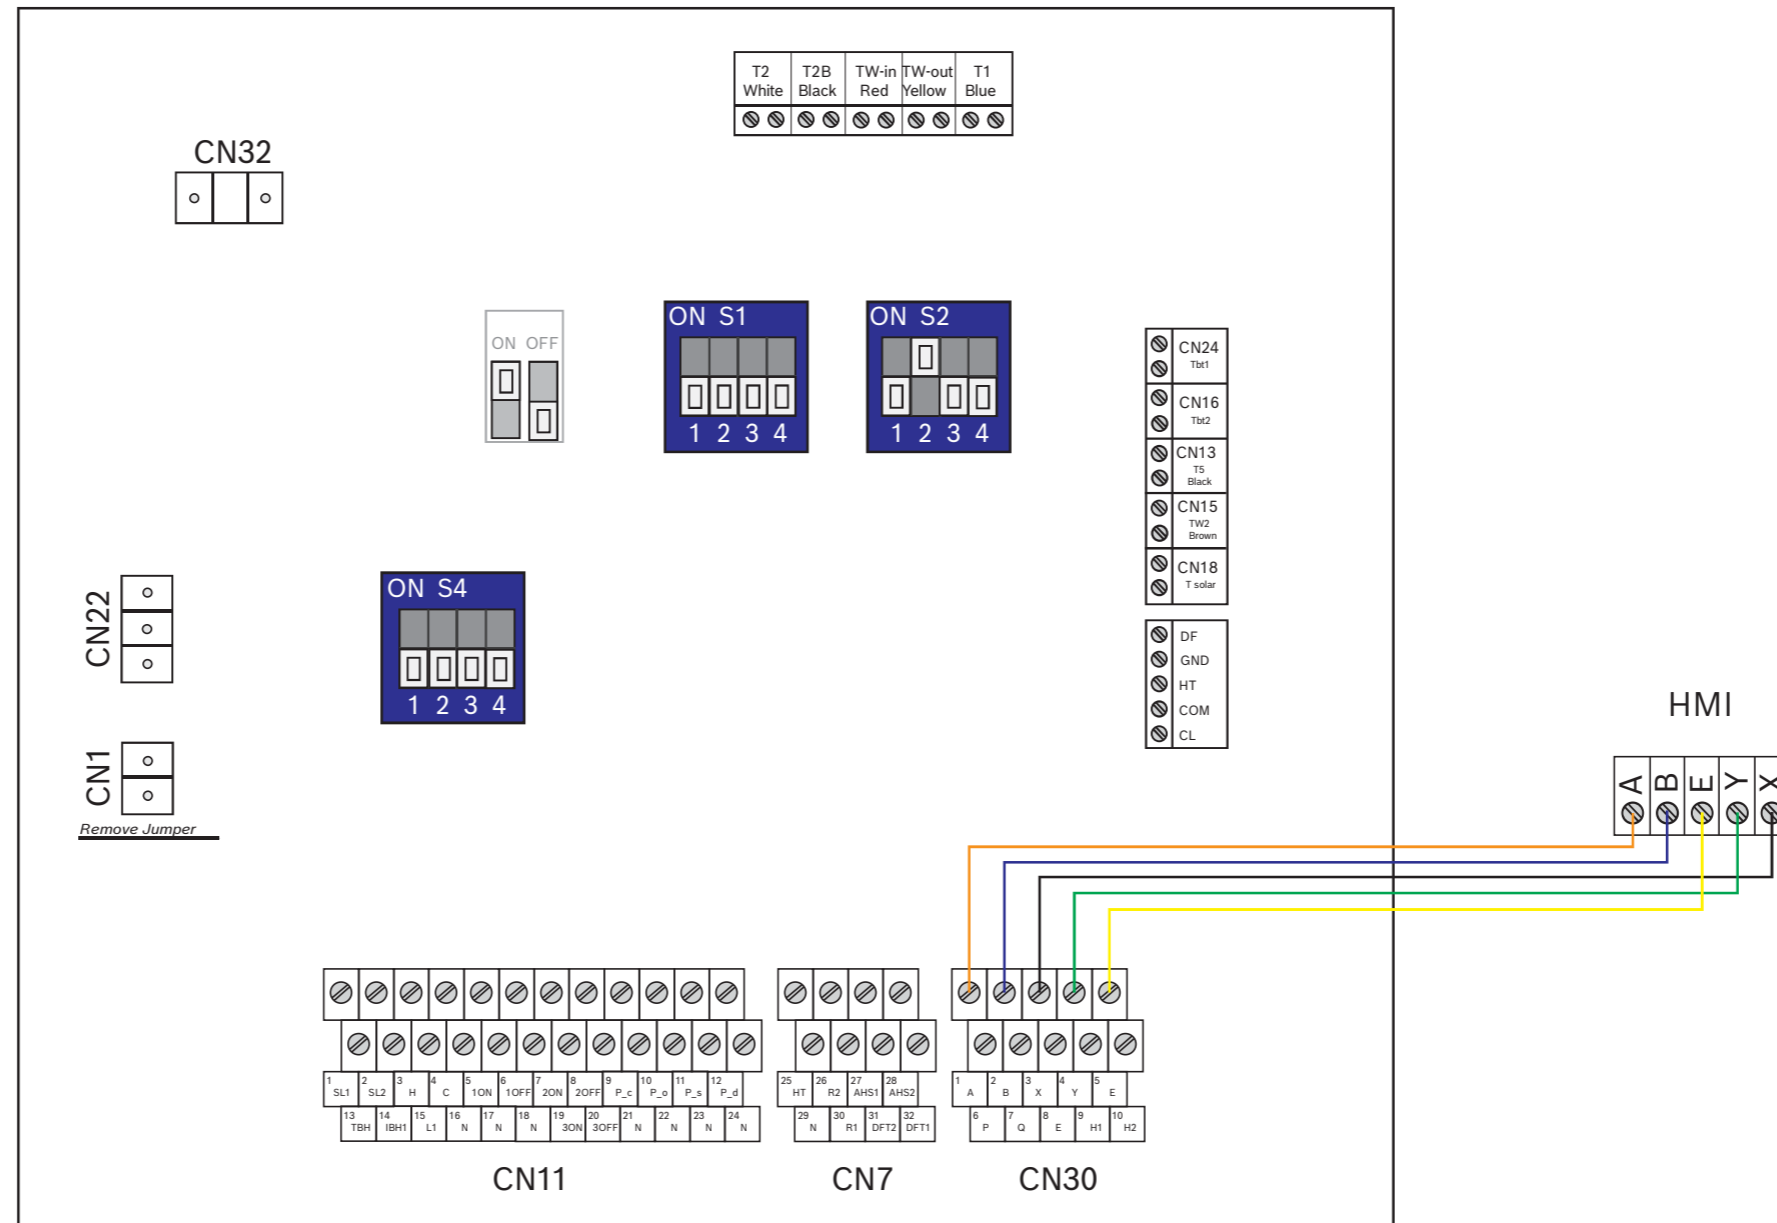 T2 T2B TW-in TW-out T1
White Black Red Yellow Blue
CN32
ON OFF
ON S1
1 2 3 4
ON S2
1 2 3 4
CN24
Tbt1
CN16
Tbt2
CN13
T5
Black
CN15
TW2
Brown
CN18
T solar
ON S4
1 2 3 4
CN22
DF
GND
HT
COM
CL
CN1
Remove Jumper
HMI
A B E Y X
1 2 3 4 5 6 7 8 9 10 11 12
SL1 SL2 H C 1ON 1OFF 2ON 2OFF P_c P_o P_s P_d
13 14 15 16 17 18 19 20 21 22 23 24
TBH IBH1 L1 N N N 3ON 3OFF N N N N
CN11
25 26 27 28
HT R2 AHS1 AHS2
29 30 31 32
N R1 DFT2 DFT1
CN7
1 2 3 4 5
A B X Y E
6 7 8 9 10
P Q E H1 H2
CN30